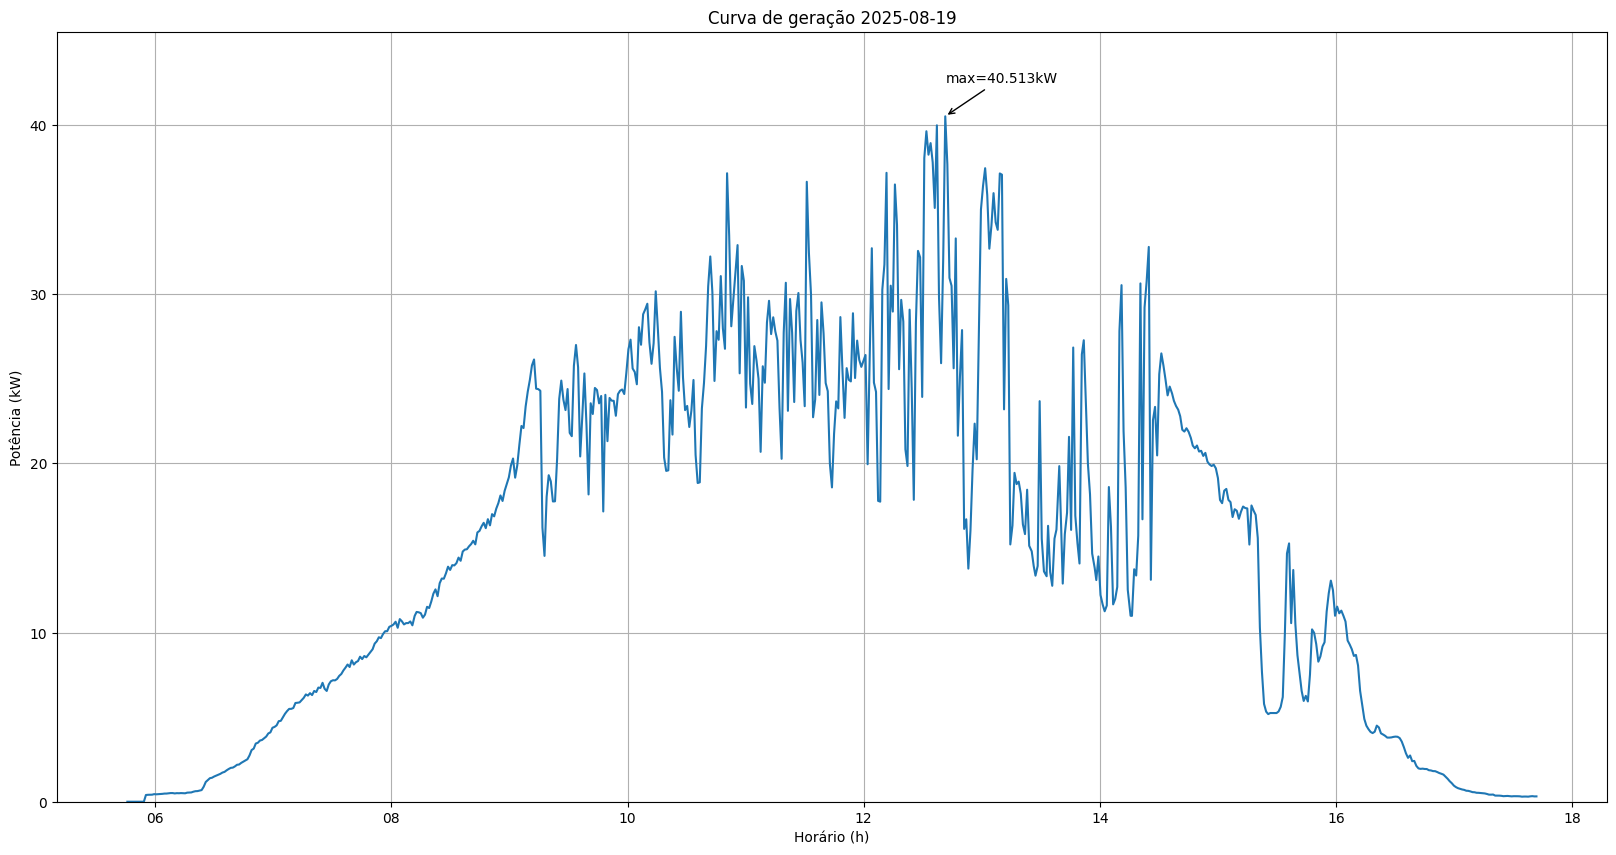 Curva de geração 2025-08-19
max=40.513kW
Potência (kW)
40
30
20
10
0
06 08 10 12 14 16 18
Horário (h)